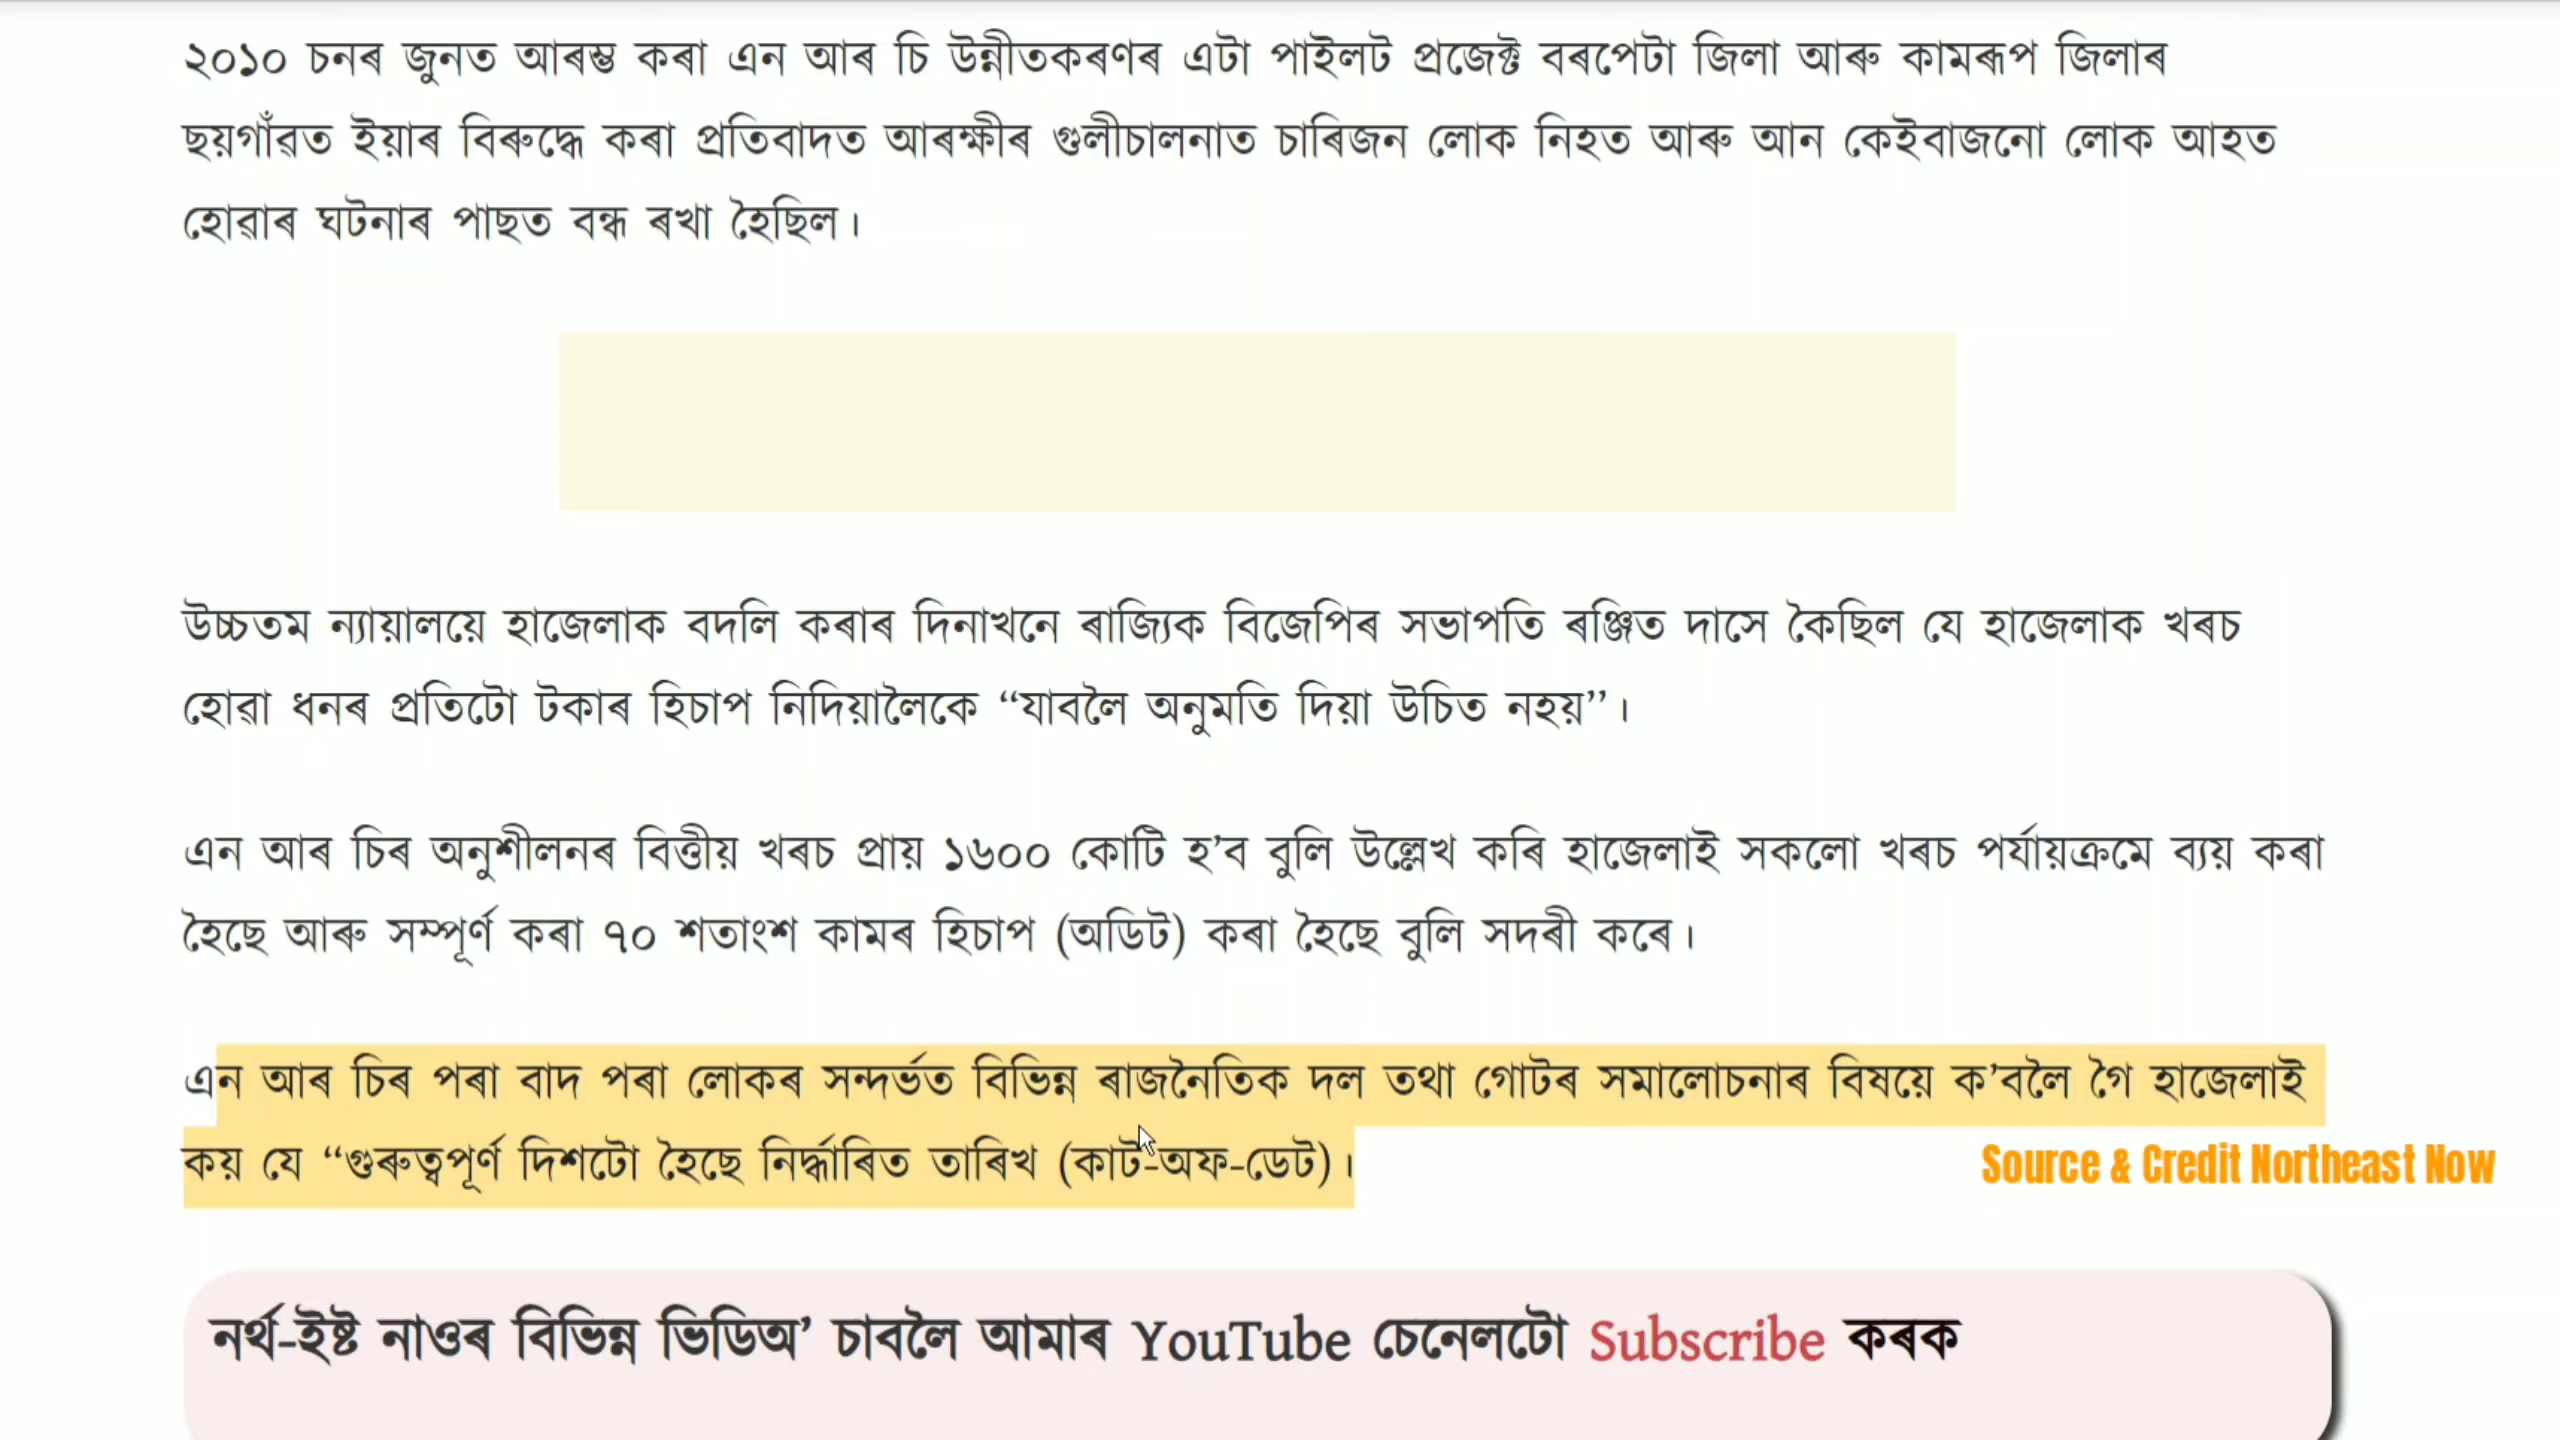 ২০১০ চনৰ জুনত আৰম্ভ কৰা এন আৰ চি উন্নীতকৰণৰ এটা পাইলট প্ৰজেক্ট বৰপেটা জিলা আৰু কামৰূপ জিলাৰ
ছয়গাঁৱত ইয়াৰ বিৰুদ্ধে কৰা প্ৰতিবাদত আৰক্ষীৰ গুলীচালনাত চাৰিজন লোক নিহত আৰু আন কেইবাজনো লোক আহত
হোৱাৰ ঘটনাৰ পাছত বন্ধ ৰখা হৈছিল।
উচ্চতম ন্যায়ালয়ে হাজেলাক বদলি কৰাৰ দিনাখনে ৰাজ্যিক বিজেপিৰ সভাপতি ৰঞ্জিত দাসে কৈছিল যে হাজেলাক খৰচ
হোৱা ধনৰ প্ৰতিটো টকাৰ হিচাপ নিদিয়ালৈকে “যাবলৈ অনুমতি দিয়া উচিত নহয়”।
এন আৰ চিৰ অনুশীলনৰ বিত্তীয় খৰচ প্ৰায় ১৬০০ কোটি হ’ব বুলি উল্লেখ কৰি হাজেলাই সকলো খৰচ পৰ্যায়ক্ৰমে ব্যয় কৰা
হৈছে আৰু সম্পূৰ্ণ কৰা ৭০ শতাংশ কামৰ হিচাপ (অডিট) কৰা হৈছে বুলি সদৰী কৰে।
এন আৰ চিৰ পৰা বাদ পৰা লোকৰ সন্দৰ্ভত বিভিন্ন ৰাজনৈতিক দল তথা গোটৰ সমালোচনাৰ বিষয়ে ক’বলৈ গৈ হাজেলাই
কয় যে “গুৰুত্বপূৰ্ণ দিশটো হৈছে নিৰ্দ্ধাৰিত তাৰিখ (কাৰ্ট-অফ-ডেট)।
Source & Credit Northeast Now
নৰ্থ-ইষ্ট নাওৰ বিভিন্ন ভিডিঅ’ চাবলৈ আমাৰ YouTube চেনেলটো Subscribe কৰক